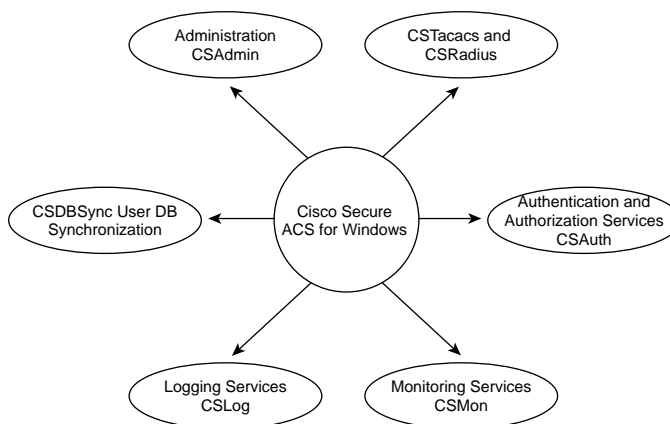 Administration
CSAdmin
CSTacacs and
CSRadius
CSDBSync User DB
Synchronization
Cisco Secure
ACS for Windows
Authentication and
Authorization Services
CSAuth
Logging Services
CSLog
Monitoring Services
CSMon